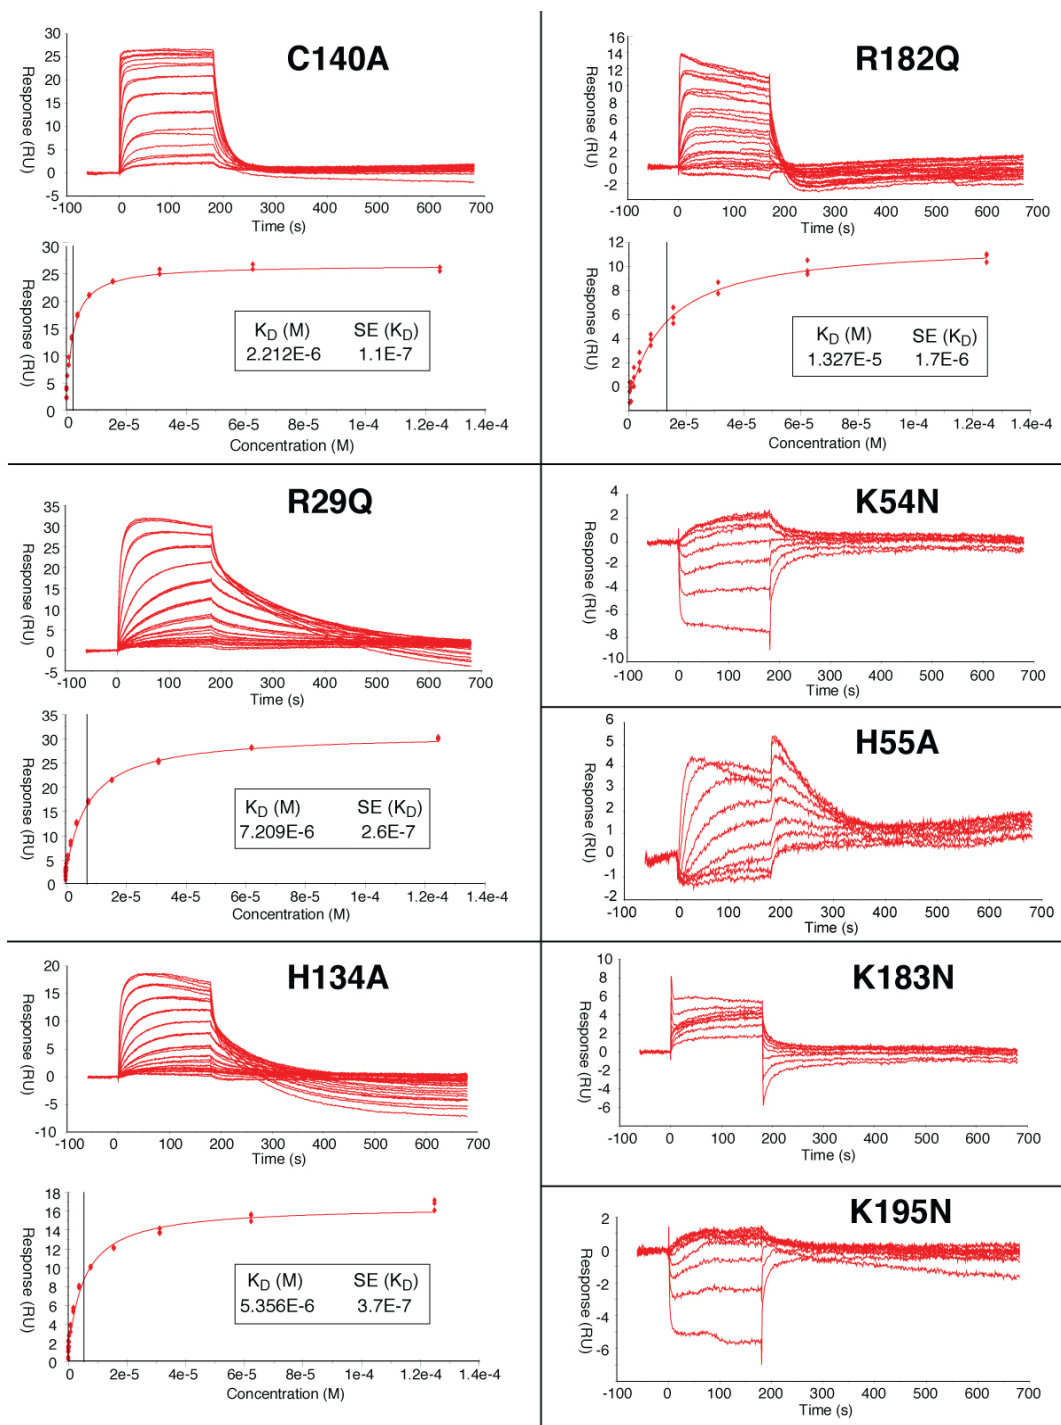 C140A
Response (RU)
30
25
20
15
10
5
0
-5
-100 0 100 200 300 400 500 600 700
Time (s)
Response (RU)
30
25
20
15
10
5
0
K_D (M) SE (K_D)
2.212E-6 1.1E-7
0 2e-5 4e-5 6e-5 8e-5 1e-4 1.2e-4 1.4e-4
Concentration (M)
R182Q
Response (RU)
16
14
12
10
8
6
4
2
0
-2
-100 0 100 200 300 400 500 600 700
Time (s)
Response (RU)
12
10
8
6
4
2
0
K_D (M) SE (K_D)
1.327E-5 1.7E-6
0 2e-5 4e-5 6e-5 8e-5 1e-4 1.2e-4 1.4e-4
Concentration (M)
R29Q
Response (RU)
35
30
25
20
15
10
5
0
-5
-100 0 100 200 300 400 500 600 700
Time (s)
Response (RU)
35
30
25
20
15
10
5
0
K_D (M) SE (K_D)
7.209E-6 2.6E-7
0 2e-5 4e-5 6e-5 8e-5 1e-4 1.2e-4 1.4e-4
Concentration (M)
K54N
Response (RU)
4
2
0
-2
-4
-6
-8
-10
-100 0 100 200 300 400 500 600 700
Time (s)
H55A
Response (RU)
6
5
4
3
2
1
0
-1
-2
-100 0 100 200 300 400 500 600 700
Time (s)
H134A
Response (RU)
20
15
10
5
0
-5
-10
-100 0 100 200 300 400 500 600 700
Time (s)
Response (RU)
18
16
14
12
10
8
6
4
2
0
K_D (M) SE (K_D)
5.356E-6 3.7E-7
0 2e-5 4e-5 6e-5 8e-5 1e-4 1.2e-4 1.4e-4
Concentration (M)
K183N
Response (RU)
10
8
6
4
2
0
-2
-4
-6
-100 0 100 200 300 400 500 600 700
Time (s)
K195N
Response (RU)
2
0
-2
-4
-6
-100 0 100 200 300 400 500 600 700
Time (s)